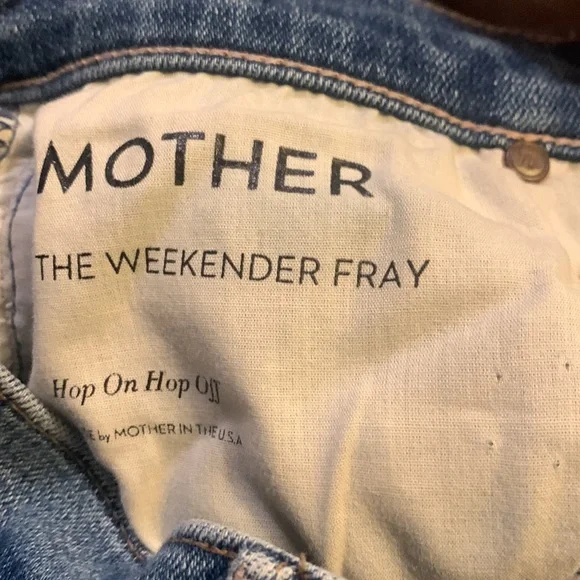 MOTHER
THE WEEKENDER FRAY
Hop On Hop Off
by MOTHER IN THE U.S.A